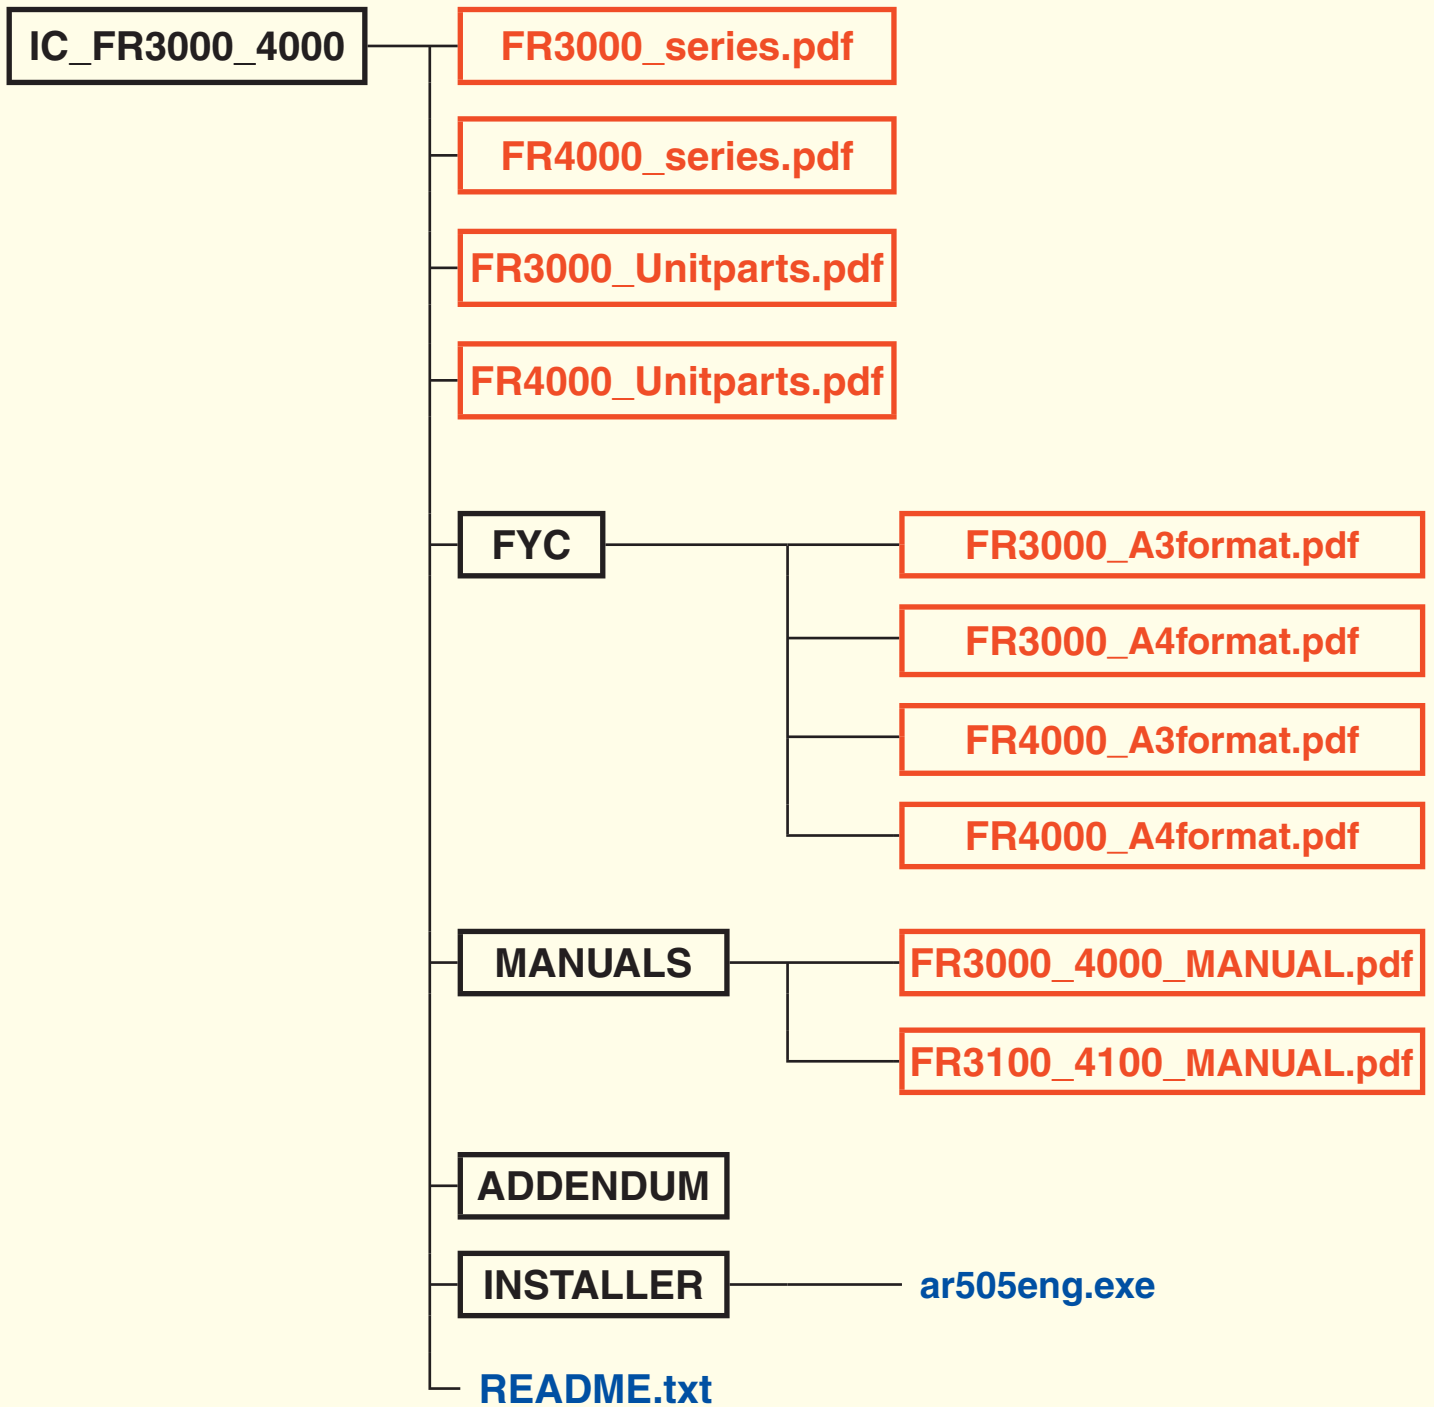 IC_FR3000_4000
FR3000_series.pdf
FR4000_series.pdf
FR3000_Unitparts.pdf
FR4000_Unitparts.pdf
FYC
FR3000_A3format.pdf
FR3000_A4format.pdf
FR4000_A3format.pdf
FR4000_A4format.pdf
MANUALS
FR3000_4000_MANUAL.pdf
FR3100_4100_MANUAL.pdf
ADDENDUM
INSTALLER
ar505eng.exe
README.txt